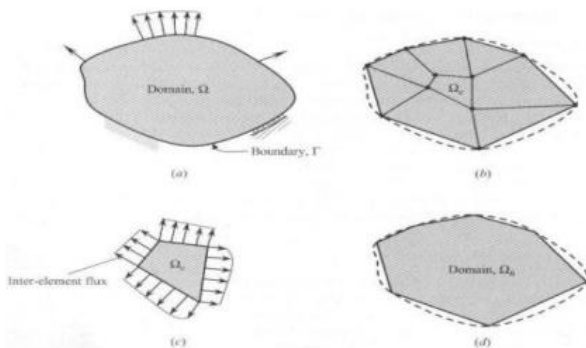 Domain, Ω
Boundary, Γ
(a)
Ωe
(b)
Inter-element flux
Ωe
(c)
Domain, Ωh
(d)